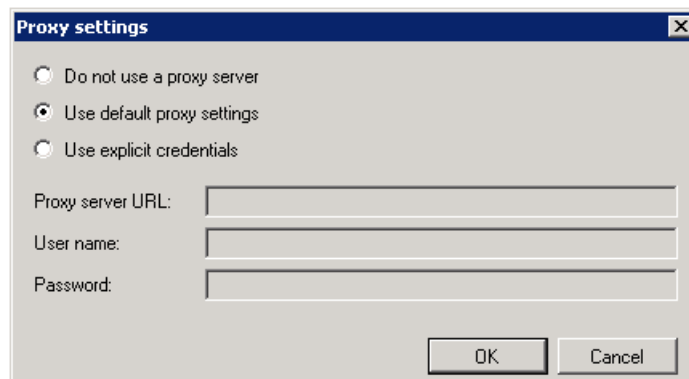 Proxy settings
Do not use a proxy server
Use default proxy settings
Use explicit credentials
Proxy server URL:
User name:
Password:
OK Cancel